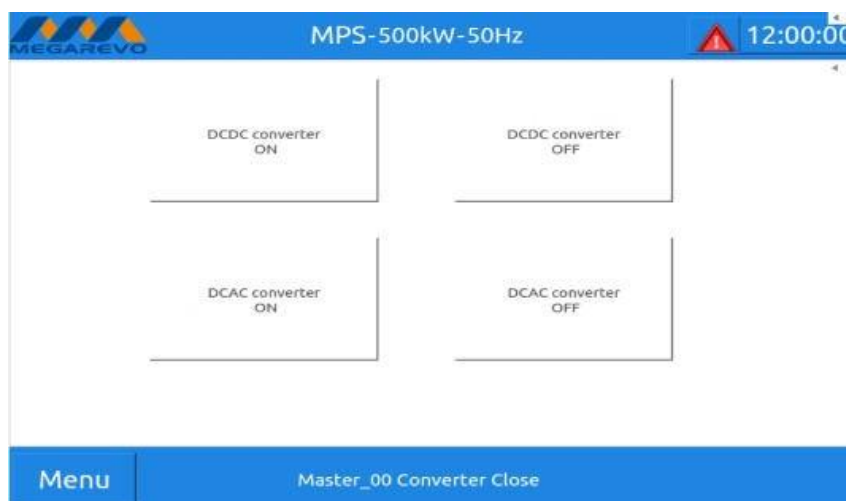 MEGAREVO
MPS-500kW-50Hz
12:00:00
DCDC converter
ON
DCDC converter
OFF
DCAC converter
ON
DCAC converter
OFF
Menu
Master_00 Converter Close